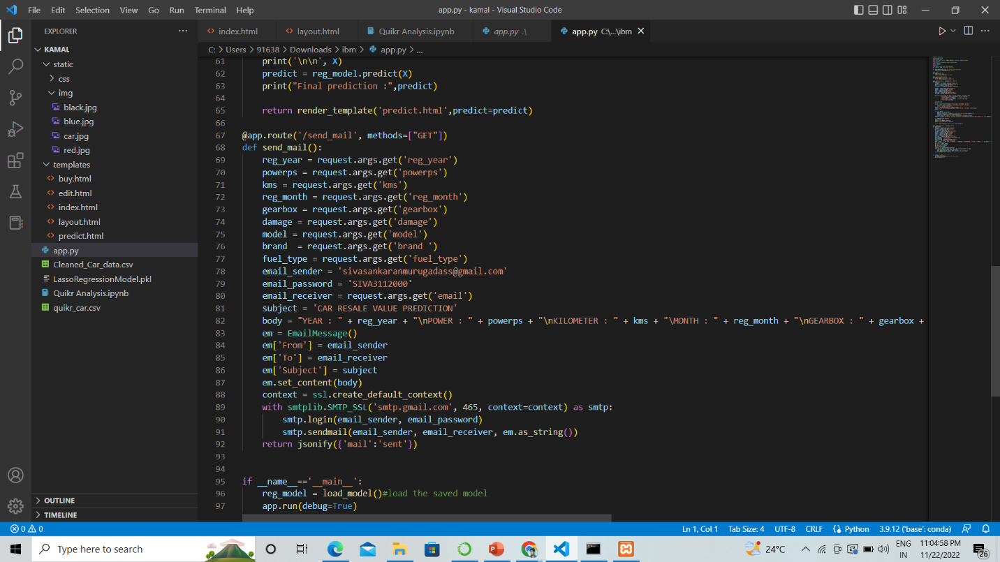 File Edit Selection View Go Run Terminal Help
app.py - kamal - Visual Studio Code
EXPLORER
index.html
layout.html
Quikr Analysis.ipynb
app.py .\
app.py C:\...\ibm
C: > Users > 91638 > Downloads > ibm > app.py > ...
KAMAL
static
css
img
black.jpg
blue.jpg
car.jpg
red.jpg
templates
buy.html
edit.html
index.html
layout.html
predict.html
app.py
Cleaned_Car_data.csv
LassoRegressionModel.pkl
Quikr Analysis.ipynb
quikr_car.csv
OUTLINE
TIMELINE
61 print('\n\n', X)
62 predict = reg_model.predict(X)
63 print("Final prediction :",predict)
64
65 return render_template('predict.html',predict=predict)
66
67 @app.route('/send_mail', methods=["GET"])
68 def send_mail():
69 reg_year = request.args.get('reg_year')
70 powerps = request.args.get('powerps')
71 kms = request.args.get('kms')
72 reg_month = request.args.get('reg_month')
73 gearbox = request.args.get('gearbox')
74 damage = request.args.get('damage')
75 model = request.args.get('model')
76 brand  = request.args.get('brand ')
77 fuel_type = request.args.get('fuel_type')
78 email_sender = 'sivasankaranmurugadass@gmail.com'
79 email_password = 'SIVA3112000'
80 email_receiver = request.args.get('email')
81 subject = 'CAR RESALE VALUE PREDICTION'
82 body = "YEAR : " + reg_year + "\nPOWER : " + powerps + "\nKILOMETER : " + kms + "\MONTH : " + reg_month + "\nGEARBOX : " + gearbox +
83 em = EmailMessage()
84 em['From'] = email_sender
85 em['To'] = email_receiver
86 em['Subject'] = subject
87 em.set_content(body)
88 context = ssl.create_default_context()
89 with smtplib.SMTP_SSL('smtp.gmail.com', 465, context=context) as smtp:
90 smtp.login(email_sender, email_password)
91 smtp.sendmail(email_sender, email_receiver, em.as_string())
92 return jsonify({'mail':'sent'})
93
94
95 if __name__=='__main__':
96 reg_model = load_model()#load the saved model
97 app.run(debug=True)
0 0
Ln 1, Col 1 Tab Size: 4 UTF-8 CRLF Python 3.9.12 ('base': conda)
Type here to search
24°C
ENG
IN
11:04:58 PM
11/22/2022
26